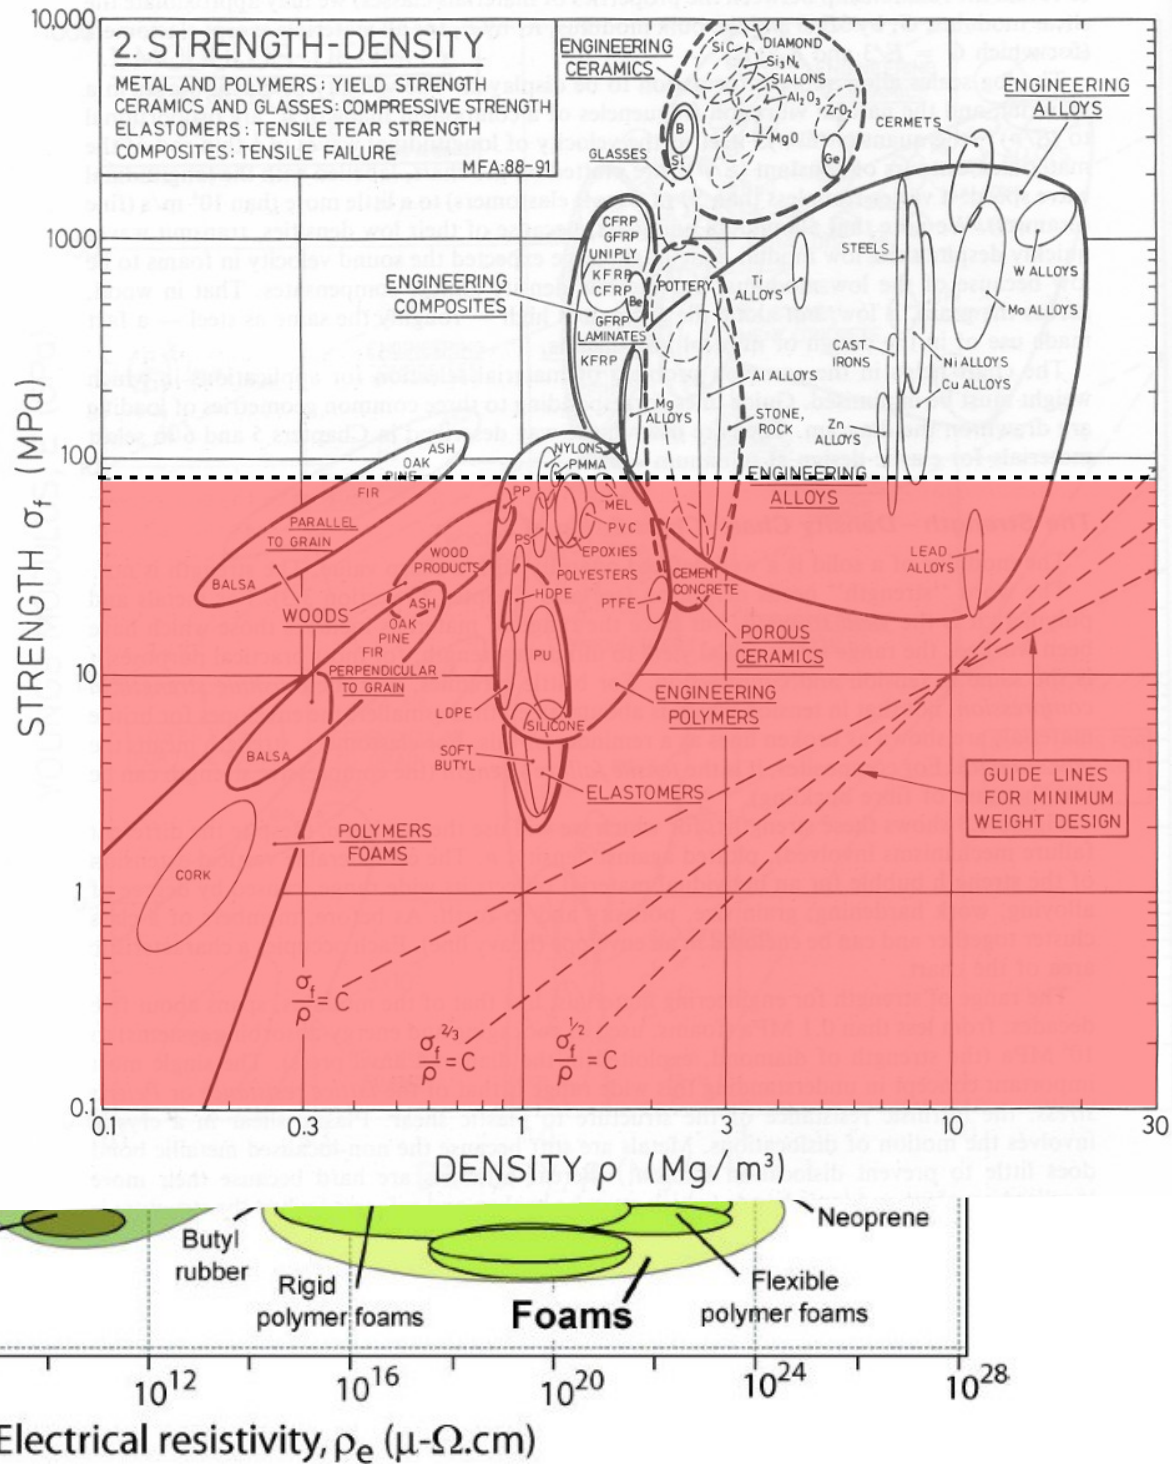 10,000
2. STRENGTH-DENSITY
METAL AND POLYMERS: YIELD STRENGTH
CERAMICS AND GLASSES: COMPRESSIVE STRENGTH
ELASTOMERS: TENSILE TEAR STRENGTH
COMPOSITES: TENSILE FAILURE
MFA:88-91
ENGINEERING
CERAMICS
SiC
DIAMOND
Si3N4
SIALONS
Al2O3
ZrO2
B
MgO
Si
Ge
GLASSES
CERMETS
ENGINEERING
ALLOYS
1000
CFRP
GFRP
UNIPLY
KFRP
CFRP
Be
GFRP
LAMINATES
KFRP
ENGINEERING
COMPOSITES
POTTERY
Ti
ALLOYS
STEELS
W ALLOYS
Mo ALLOYS
CAST
IRONS
Ni ALLOYS
Cu ALLOYS
Al ALLOYS
Mg
ALLOYS
STONE,
ROCK
Zn
ALLOYS
STRENGTH σf (MPa)
100
ASH
OAK
PINE
FIR
PARALLEL
TO GRAIN
BALSA
NYLONS
PMMA
PP
MEL
PVC
PS
EPOXIES
POLYESTERS
HDPE
PTFE
ENGINEERING
ALLOYS
LEAD
ALLOYS
CEMENT
CONCRETE
WOOD
PRODUCTS
WOODS
ASH
OAK
PINE
FIR
PERPENDICULAR
TO GRAIN
POROUS
CERAMICS
PU
10
LDPE
SILICONE
ENGINEERING
POLYMERS
BALSA
SOFT
BUTYL
ELASTOMERS
GUIDE LINES
FOR MINIMUM
WEIGHT DESIGN
POLYMERS
FOAMS
CORK
1
σf/ρ = C
σf^2/3/ρ = C
σf^1/2/ρ = C
0.1
0.1 0.3 1 3 10 30
DENSITY, ρ (Mg/m³)
Butyl
rubber
Rigid
polymer foams
Foams
Flexible
polymer foams
Neoprene
10^12 10^16 10^20 10^24 10^28
Electrical resistivity, ρe (μ-Ω.cm)